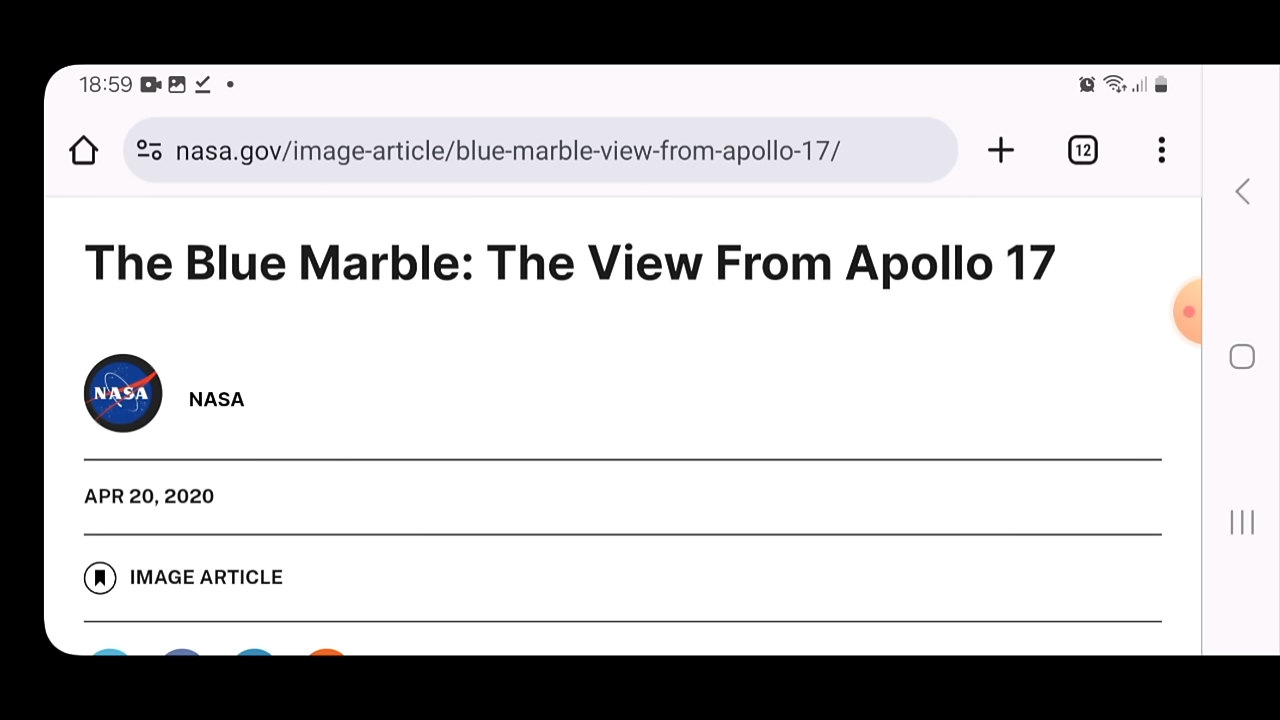 18:59
nasa.gov/image-article/blue-marble-view-from-apollo-17/
12
The Blue Marble: The View From Apollo 17
NASA
NASA
APR 20, 2020
IMAGE ARTICLE